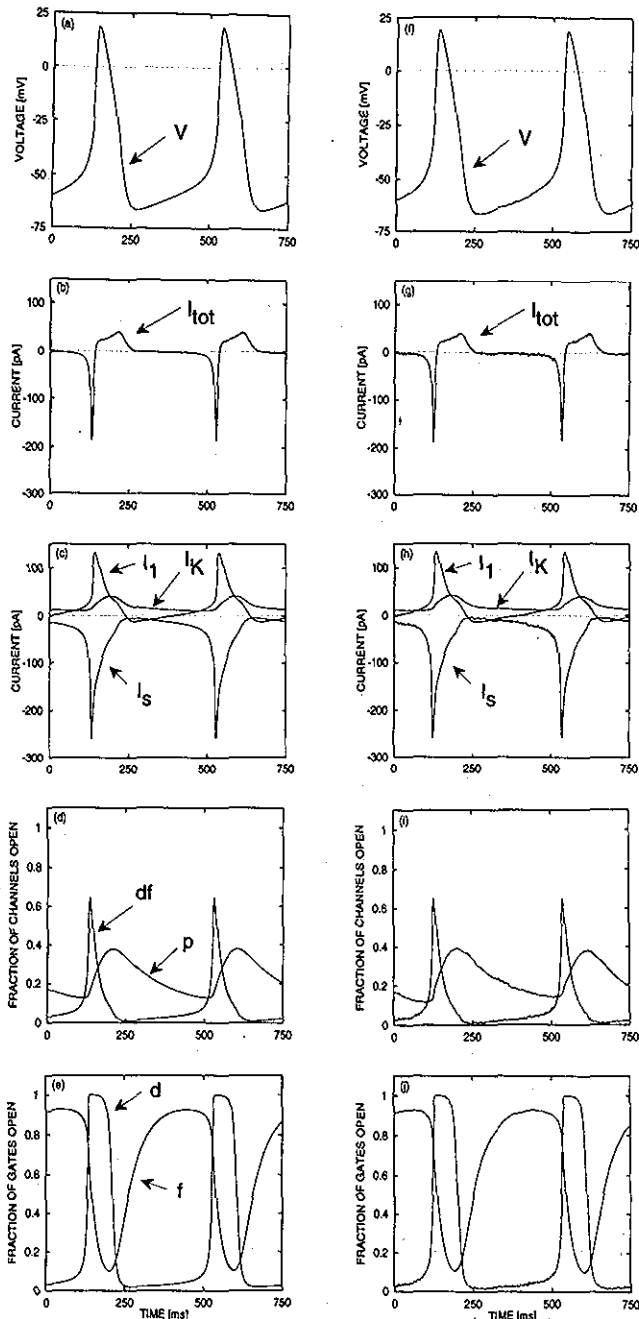 (a)
VOLTAGE [mV]
25
0
-25
-50
-75
V
0 250 500 750
(f)
VOLTAGE [mV]
25
0
-25
-50
-75
V
0 250 500 750
(b)
CURRENT [pA]
100
0
-100
-200
-300
Itot
0 250 500 750
(g)
CURRENT [pA]
100
0
-100
-200
-300
Itot
0 250 500 750
(c)
CURRENT [pA]
100
0
-100
-200
-300
I1
IK
IS
0 250 500 750
(h)
CURRENT [pA]
100
0
-100
-200
-300
I1
IK
IS
0 250 500 750
(d)
FRACTION OF CHANNELS OPEN
1
0.8
0.6
0.4
0.2
0
df
p
0 250 500 750
(i)
FRACTION OF CHANNELS OPEN
1
0.8
0.6
0.4
0.2
0
0 250 500 750
(e)
FRACTION OF GATES OPEN
1
0.8
0.6
0.4
0.2
0
d
f
0 250 500 750
TIME [ms]
(j)
FRACTION OF GATES OPEN
1
0.8
0.6
0.4
0.2
0
0 250 500 750
TIME [ms]